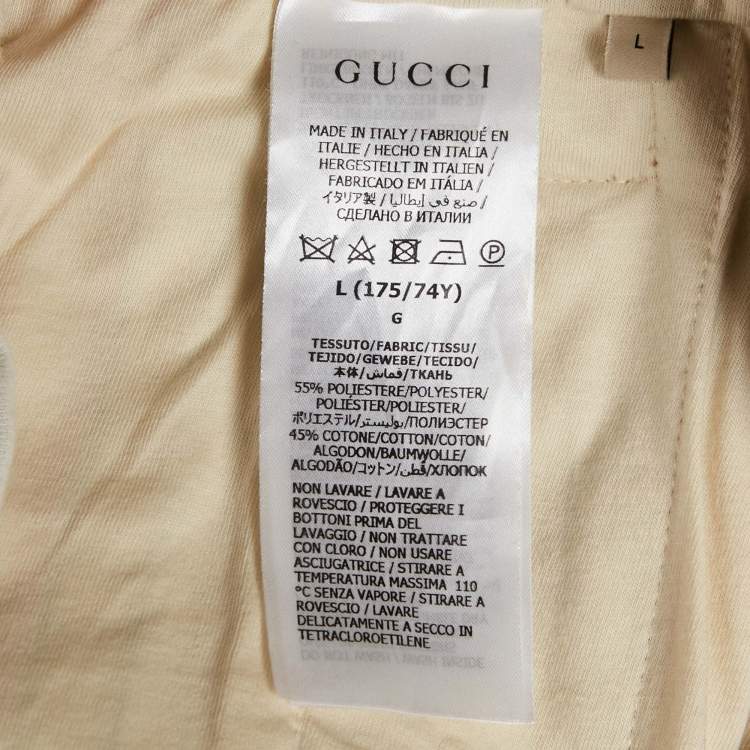 L
GUCCI
MADE IN ITALY / FABRIQUÉ EN
ITALIE / HECHO EN ITALIA /
HERGESTELLT IN ITALIEN /
FABRICADO EM ITÁLIA /
イタリア製 / صنع في إيطاليا /
СДЕЛАНО В ИТАЛИИ
P
L (175/74Y)
G
TESSUTO/FABRIC/TISSU/
TEJIDO/GEWEBE/TECIDO/
本体/قماش/ТКАНЬ
55% POLIESTERE/POLYESTER/
POLIÉSTER/POLIESTER/
ポリエステル/بوليستر/ПОЛИЭСТЕР
45% COTONE/COTTON/COTON/
ALGODON/BAUMWOLLE/
ALGODÃO/コットン/قطن/ХЛОПОК
NON LAVARE / LAVARE A
ROVESCIO / PROTEGGERE I
BOTTONI PRIMA DEL
LAVAGGIO / NON TRATTARE
CON CLORO / NON USARE
ASCIUGATRICE / STIRARE A
TEMPERATURA MASSIMA 110
°C SENZA VAPORE / STIRARE A
ROVESCIO / LAVARE
DELICATAMENTE A SECCO IN
TETRACLOROETILENE